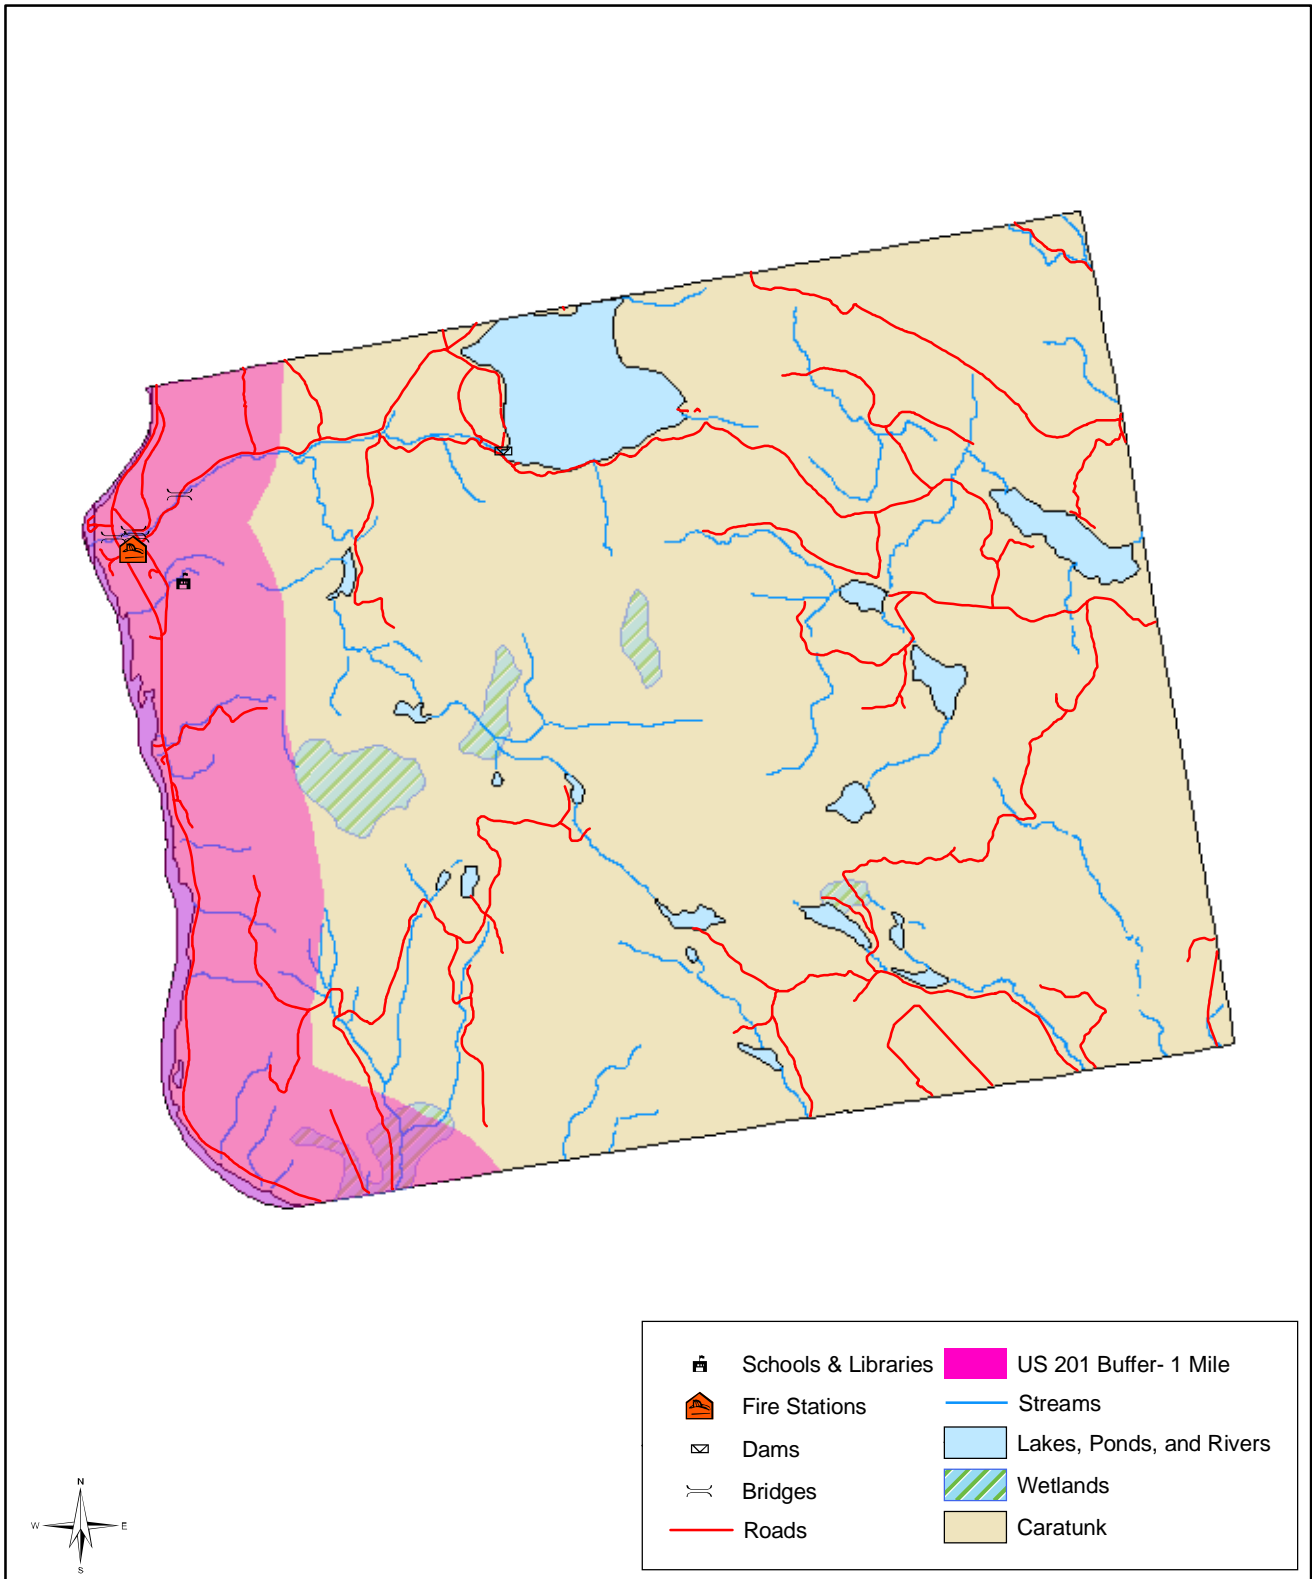 Schools & Libraries
Fire Stations
Dams
Bridges
Roads
US 201 Buffer- 1 Mile
Streams
Lakes, Ponds, and Rivers
Wetlands
Caratunk
N
W E
S